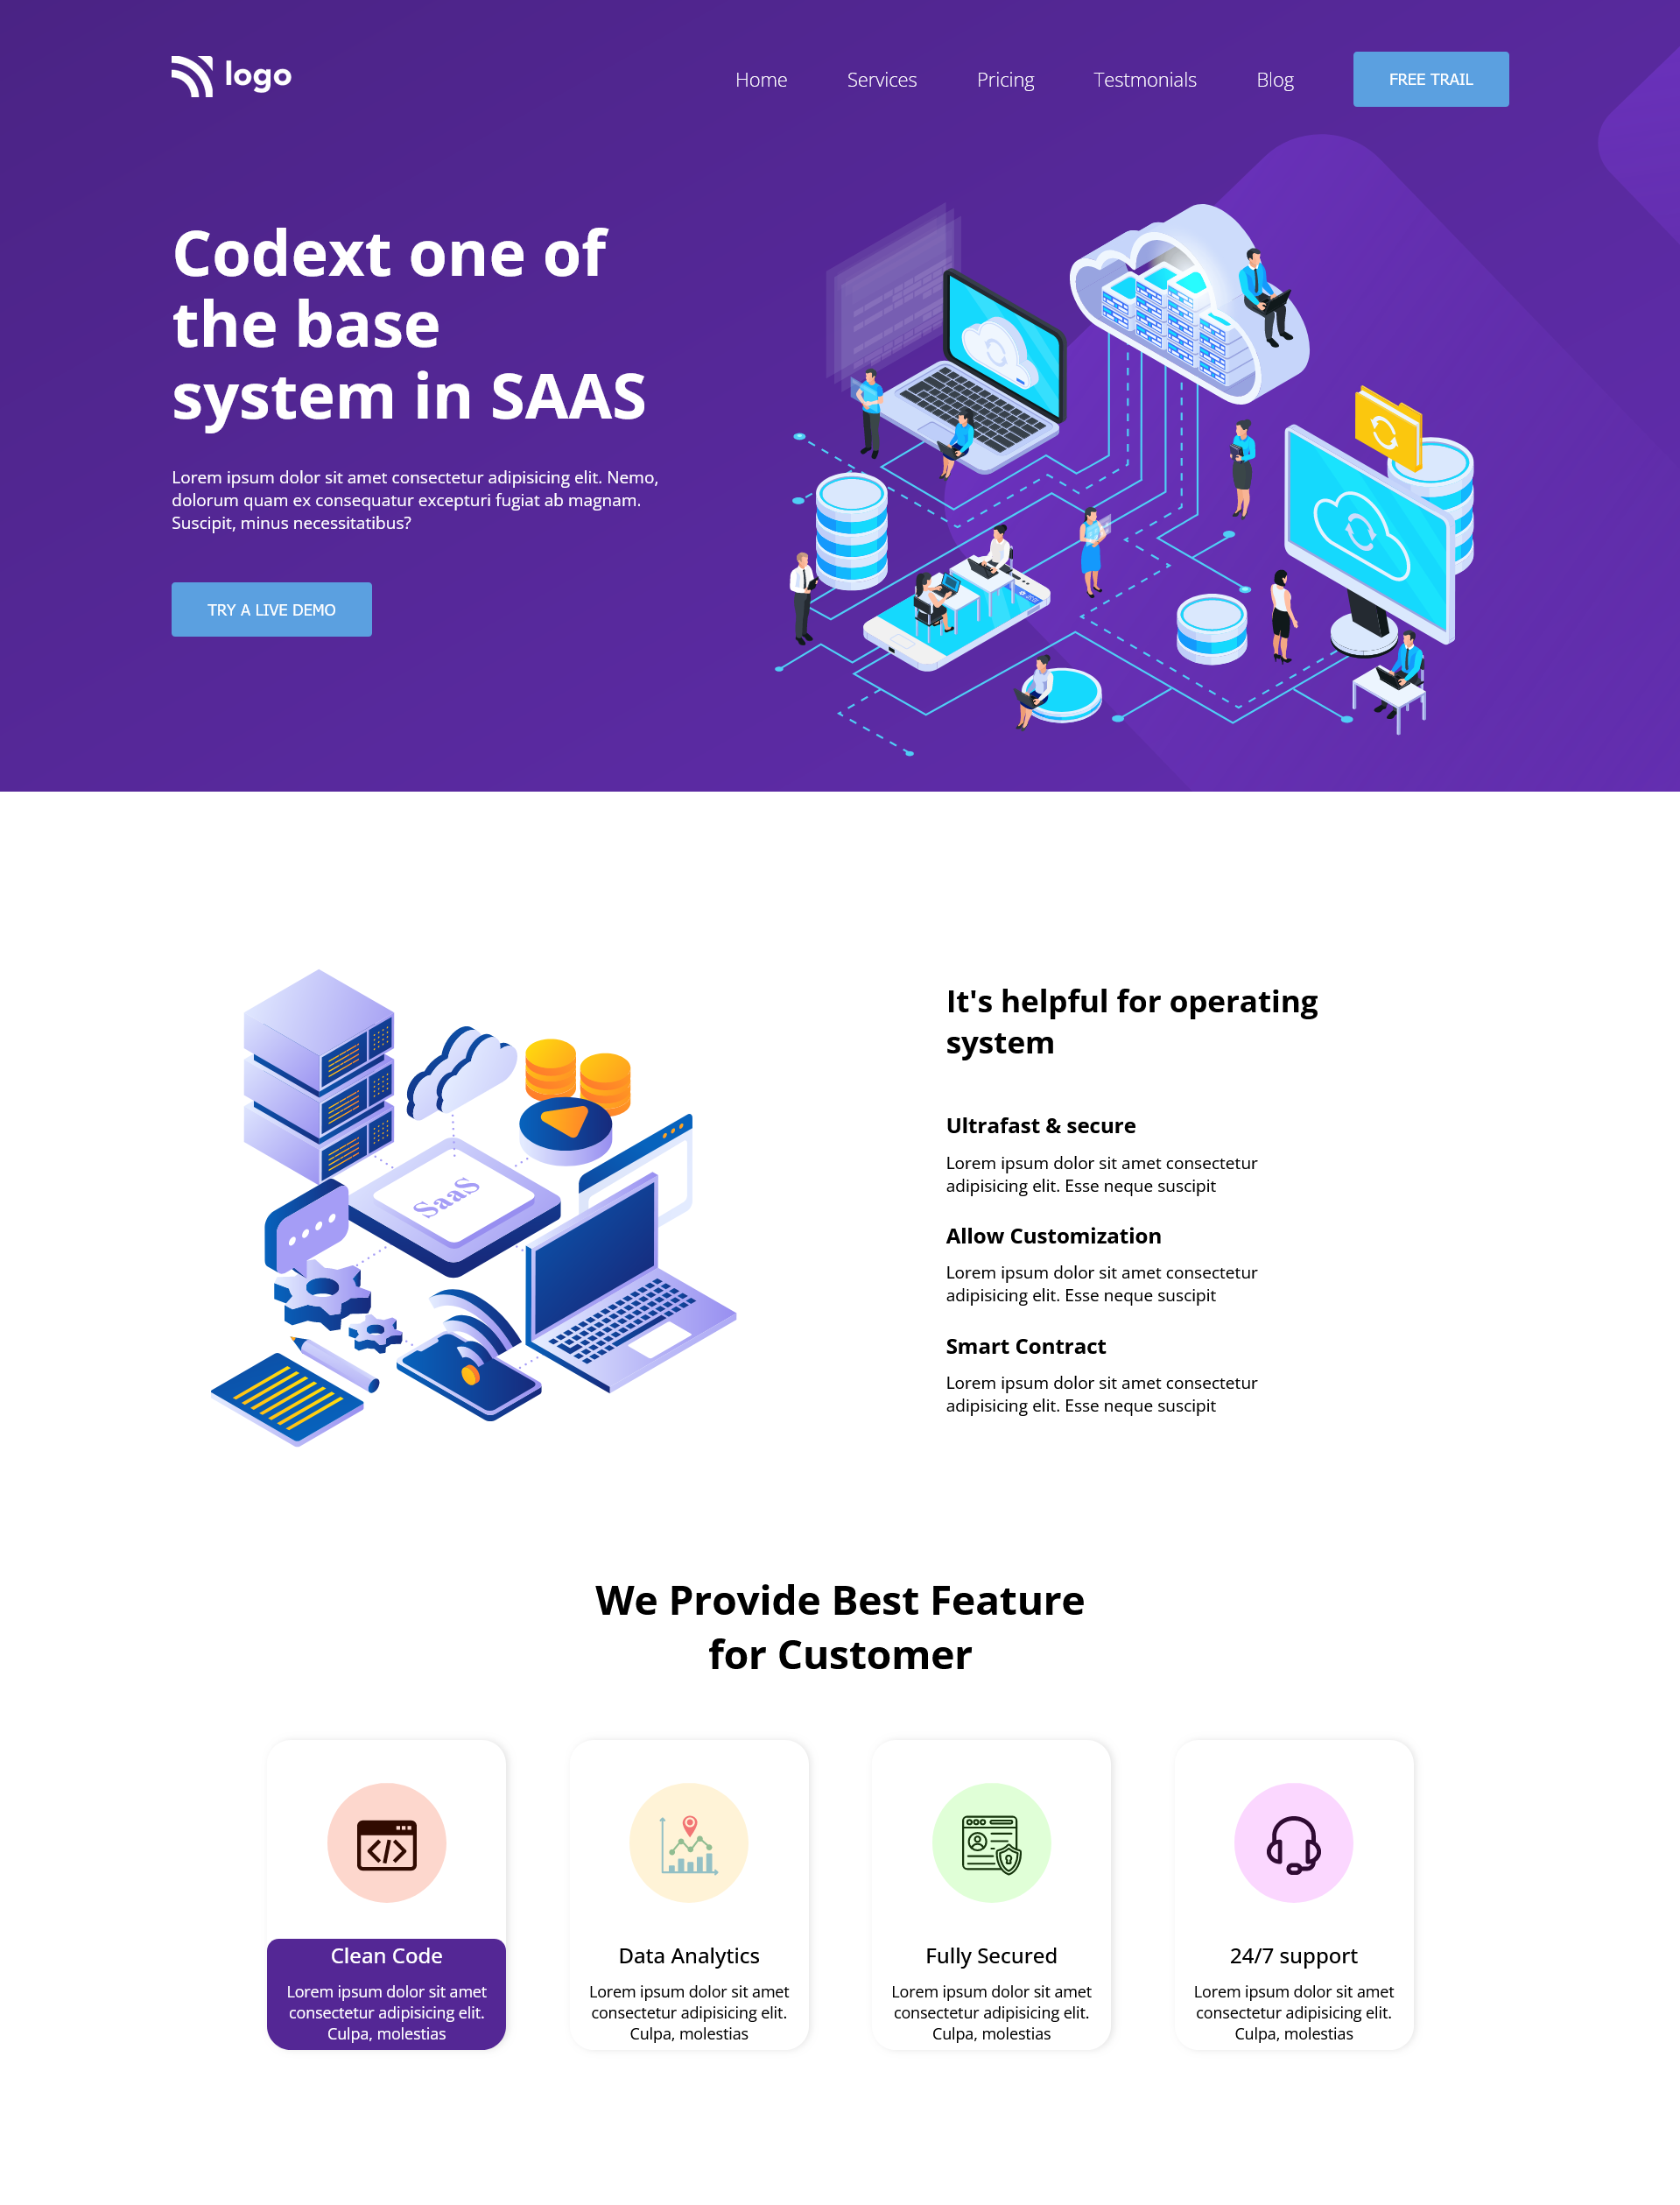 logo
Home Services Pricing Testmonials Blog FREE TRAIL
Codext one of
the base
system in SAAS
Lorem ipsum dolor sit amet consectetur adipisicing elit. Nemo,
dolorum quam ex consequatur excepturi fugiat ab magnam.
Suscipit, minus necessitatibus?
TRY A LIVE DEMO
SaaS
It's helpful for operating
system
Ultrafast & secure
Lorem ipsum dolor sit amet consectetur
adipisicing elit. Esse neque suscipit
Allow Customization
Lorem ipsum dolor sit amet consectetur
adipisicing elit. Esse neque suscipit
Smart Contract
Lorem ipsum dolor sit amet consectetur
adipisicing elit. Esse neque suscipit
We Provide Best Feature
for Customer
Clean Code
Lorem ipsum dolor sit amet
consectetur adipisicing elit.
Culpa, molestias
Data Analytics
Lorem ipsum dolor sit amet
consectetur adipisicing elit.
Culpa, molestias
Fully Secured
Lorem ipsum dolor sit amet
consectetur adipisicing elit.
Culpa, molestias
24/7 support
Lorem ipsum dolor sit amet
consectetur adipisicing elit.
Culpa, molestias